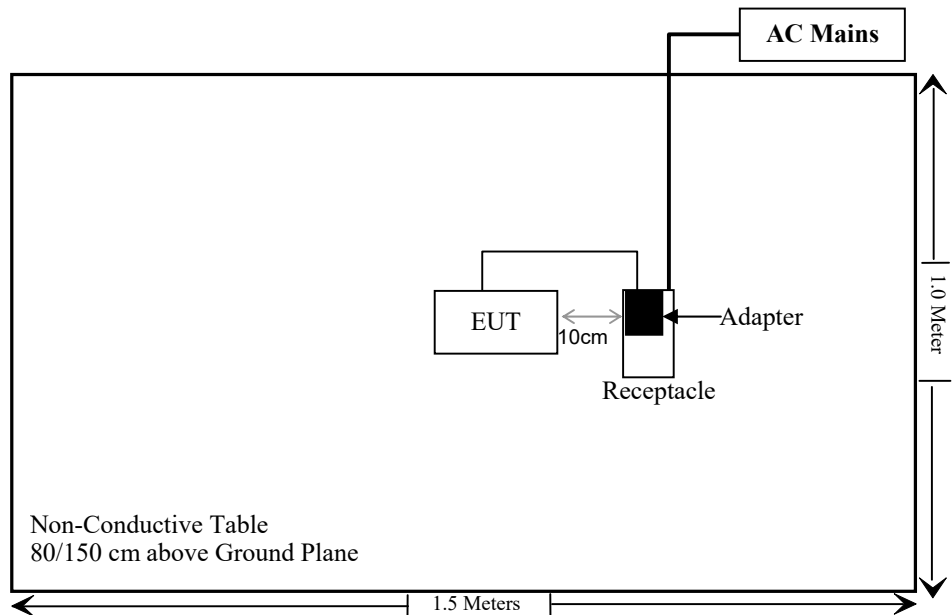 AC Mains
EUT
10cm
Adapter
Receptacle
1.0 Meter
Non-Conductive Table
80/150 cm above Ground Plane
1.5 Meters